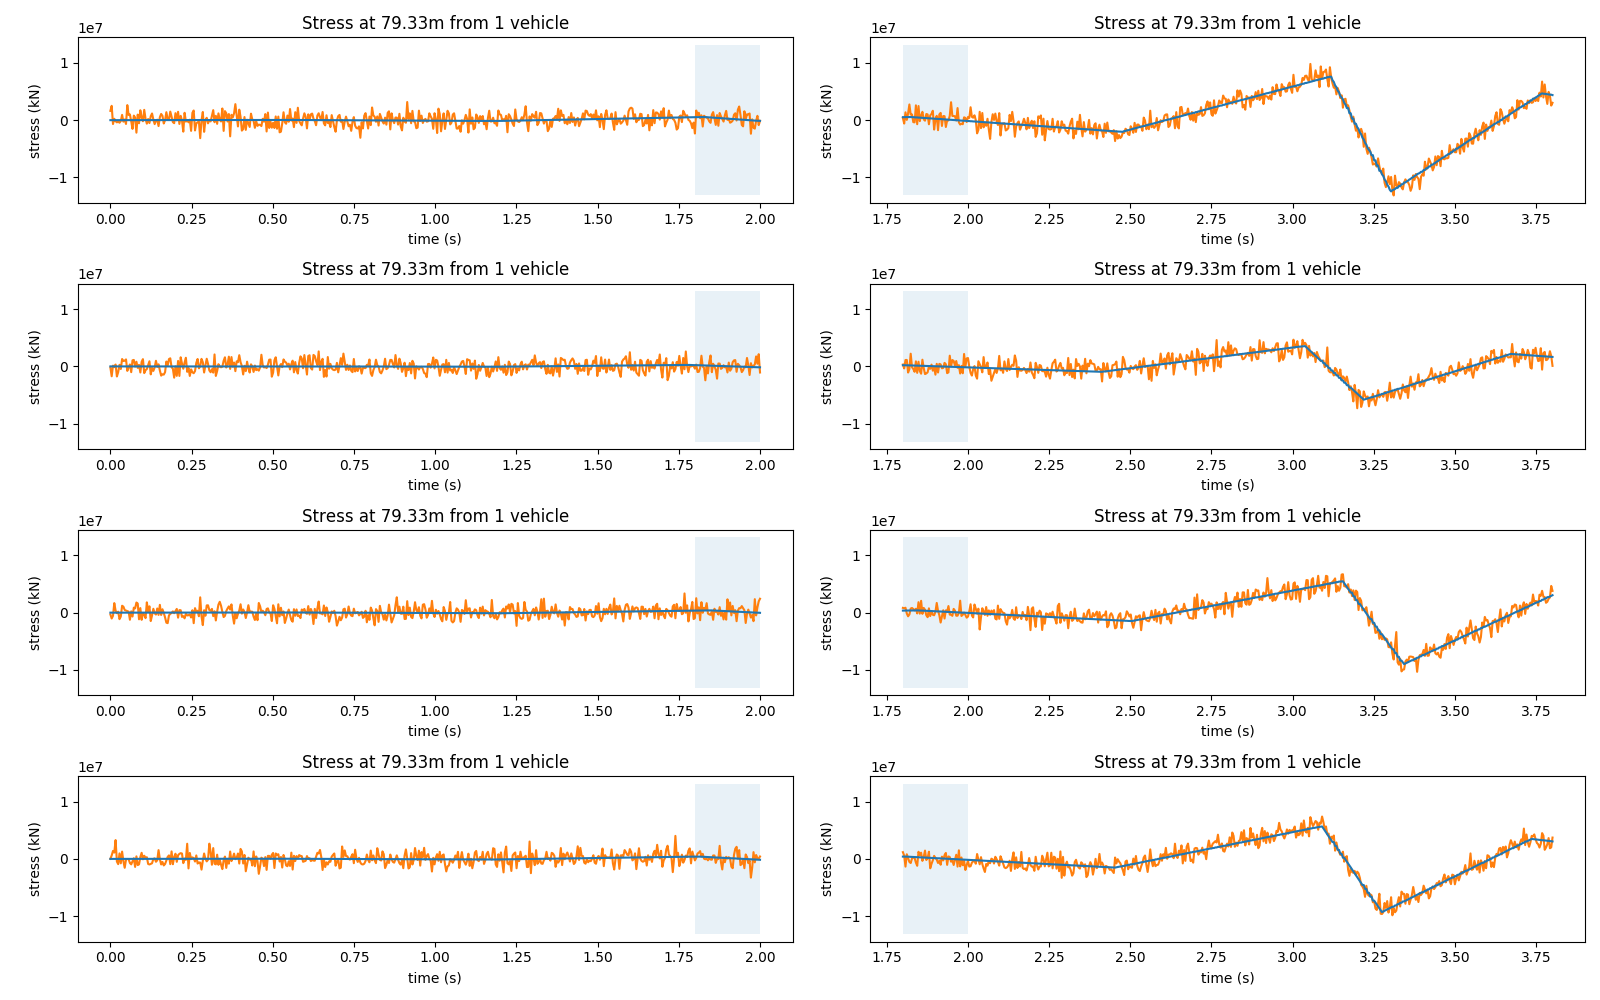 Stress at 79.33m from 1 vehicle
1e7
stress (kN)
1
0
−1
0.00 0.25 0.50 0.75 1.00 1.25 1.50 1.75 2.00
time (s)
Stress at 79.33m from 1 vehicle
1e7
stress (kN)
1
0
−1
1.75 2.00 2.25 2.50 2.75 3.00 3.25 3.50 3.75
time (s)
Stress at 79.33m from 1 vehicle
1e7
stress (kN)
1
0
−1
0.00 0.25 0.50 0.75 1.00 1.25 1.50 1.75 2.00
time (s)
Stress at 79.33m from 1 vehicle
1e7
stress (kN)
1
0
−1
1.75 2.00 2.25 2.50 2.75 3.00 3.25 3.50 3.75
time (s)
Stress at 79.33m from 1 vehicle
1e7
stress (kN)
1
0
−1
0.00 0.25 0.50 0.75 1.00 1.25 1.50 1.75 2.00
time (s)
Stress at 79.33m from 1 vehicle
1e7
stress (kN)
1
0
−1
1.75 2.00 2.25 2.50 2.75 3.00 3.25 3.50 3.75
time (s)
Stress at 79.33m from 1 vehicle
1e7
stress (kN)
1
0
−1
0.00 0.25 0.50 0.75 1.00 1.25 1.50 1.75 2.00
time (s)
Stress at 79.33m from 1 vehicle
1e7
stress (kN)
1
0
−1
1.75 2.00 2.25 2.50 2.75 3.00 3.25 3.50 3.75
time (s)